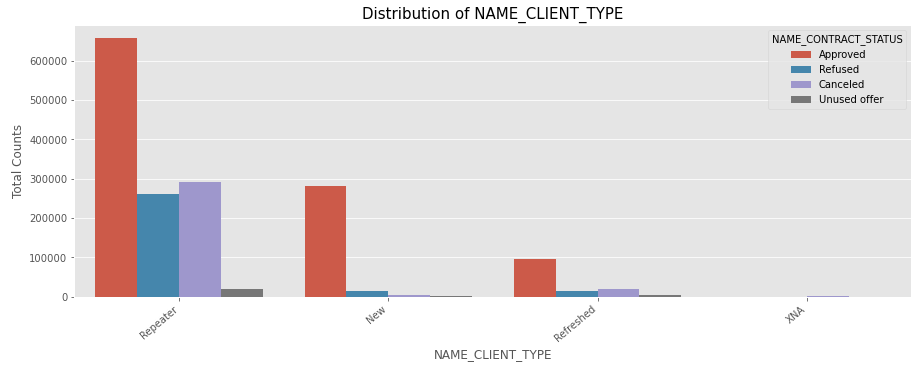 Distribution of NAME_CLIENT_TYPE
NAME_CONTRACT_STATUS
Approved
Refused
Canceled
Unused offer
Total Counts
600000
500000
400000
300000
200000
100000
0
Repeater
New
Refreshed
XNA
NAME_CLIENT_TYPE